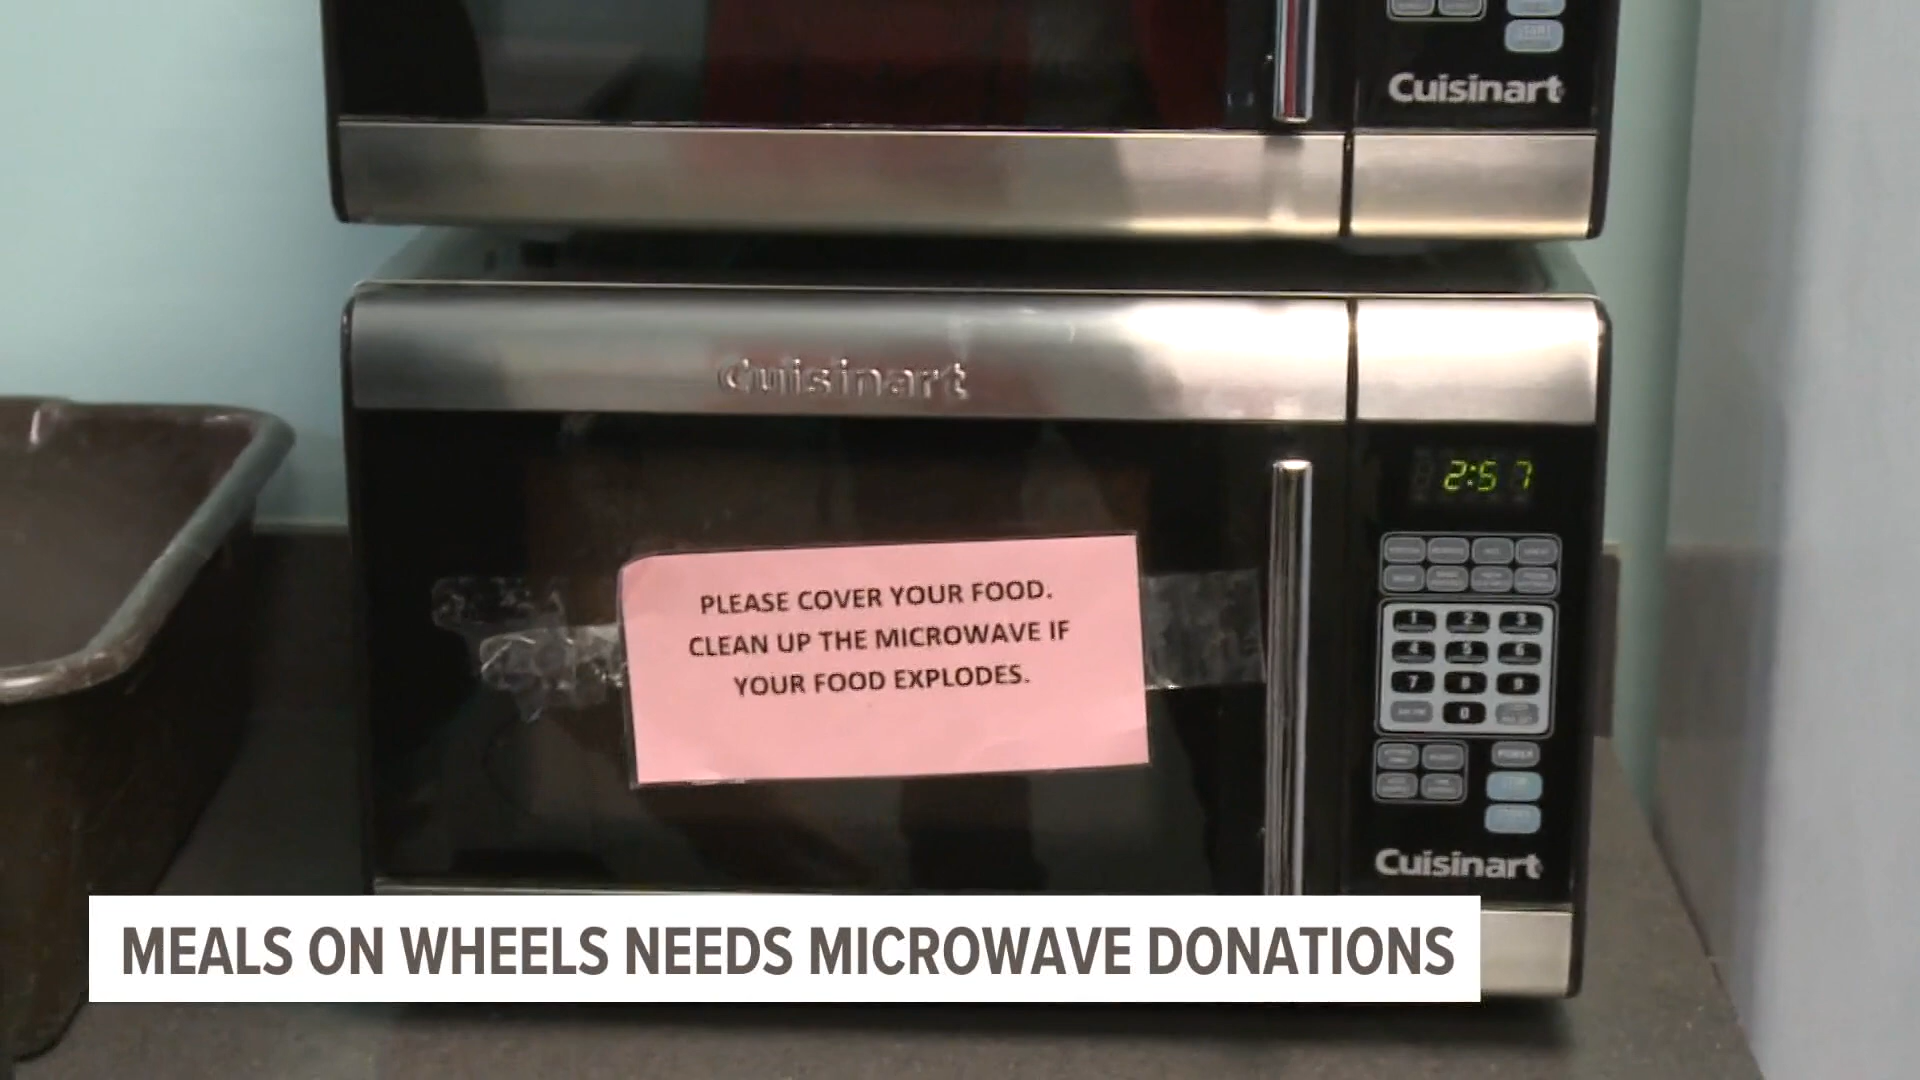 Cuisinart
Cuisinart
2:57
PLEASE COVER YOUR FOOD.
CLEAN UP THE MICROWAVE IF
YOUR FOOD EXPLODES.
1 2 3
4 5 6
7 8 9
0
POWER
Cuisinart
MEALS ON WHEELS NEEDS MICROWAVE DONATIONS